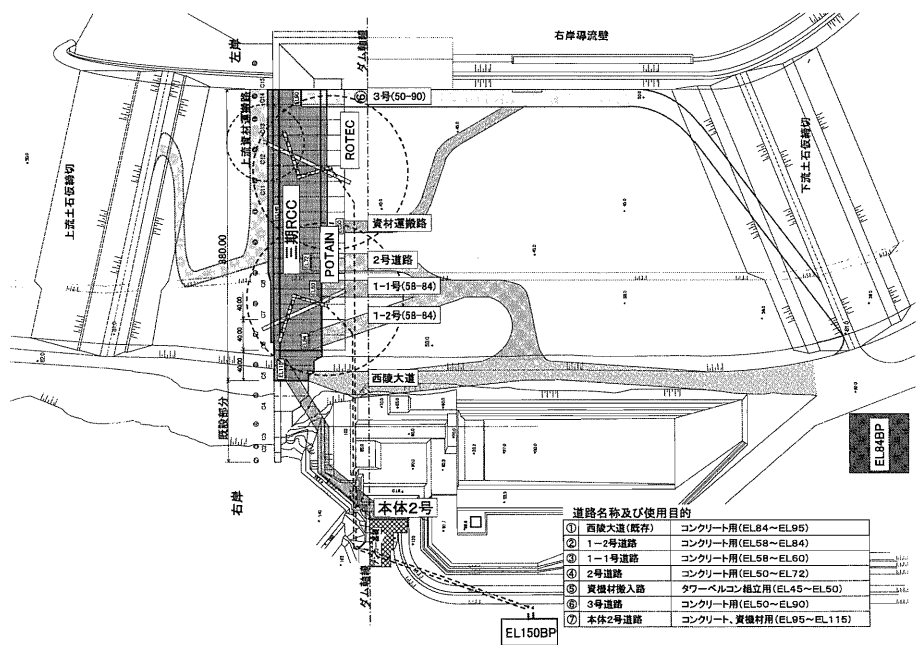 左岸
ダム軸線
右岸導流壁
⑥
3号(50-90)
ROTEC
上流土石仮締切
上流資材運搬路
三期RCC
POTAIN
下流土石仮締切
資材運搬路
2号道路
1-1号(58-84)
1-2号(58-84)
380.00
40.00
40.00
40.00
西陵大道
既設部分
右岸
本体2号
ダム軸線
EL84BP
EL150BP
道路名称及び使用目的
① 西陵大道(既存) コンクリート用(EL84～EL95)
② 1－2号道路 コンクリート用(EL58～EL84)
③ 1－1号道路 コンクリート用(EL58～EL60)
④ 2号道路 コンクリート用(EL50～EL72)
⑤ 資機材搬入路 タワーベルコン組立用(EL45～EL50)
⑥ 3号道路 コンクリート用(EL50～EL90)
⑦ 本体2号道路 コンクリート、資機材用(EL95～EL115)